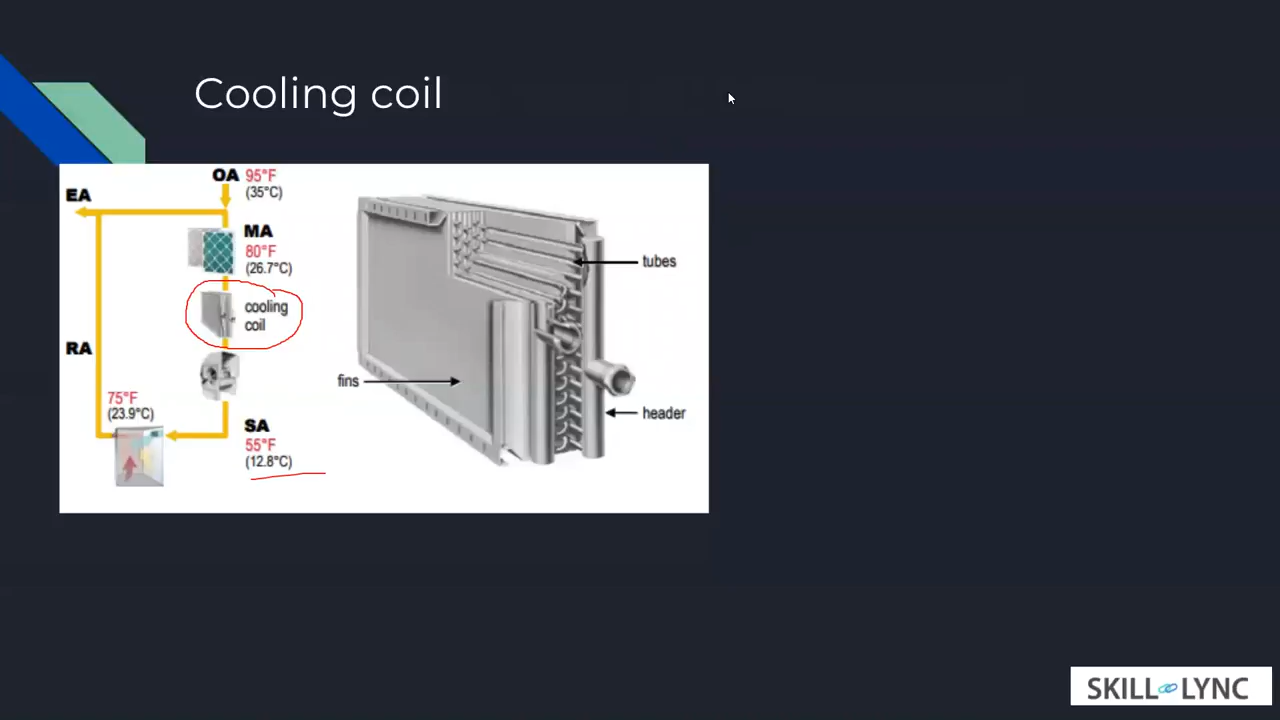 Cooling coil
OA 95°F
(35°C)
EA
MA
80°F
(26.7°C)
cooling
coil
RA
75°F
(23.9°C)
SA
55°F
(12.8°C)
tubes
fins
header
SKILL LYNC